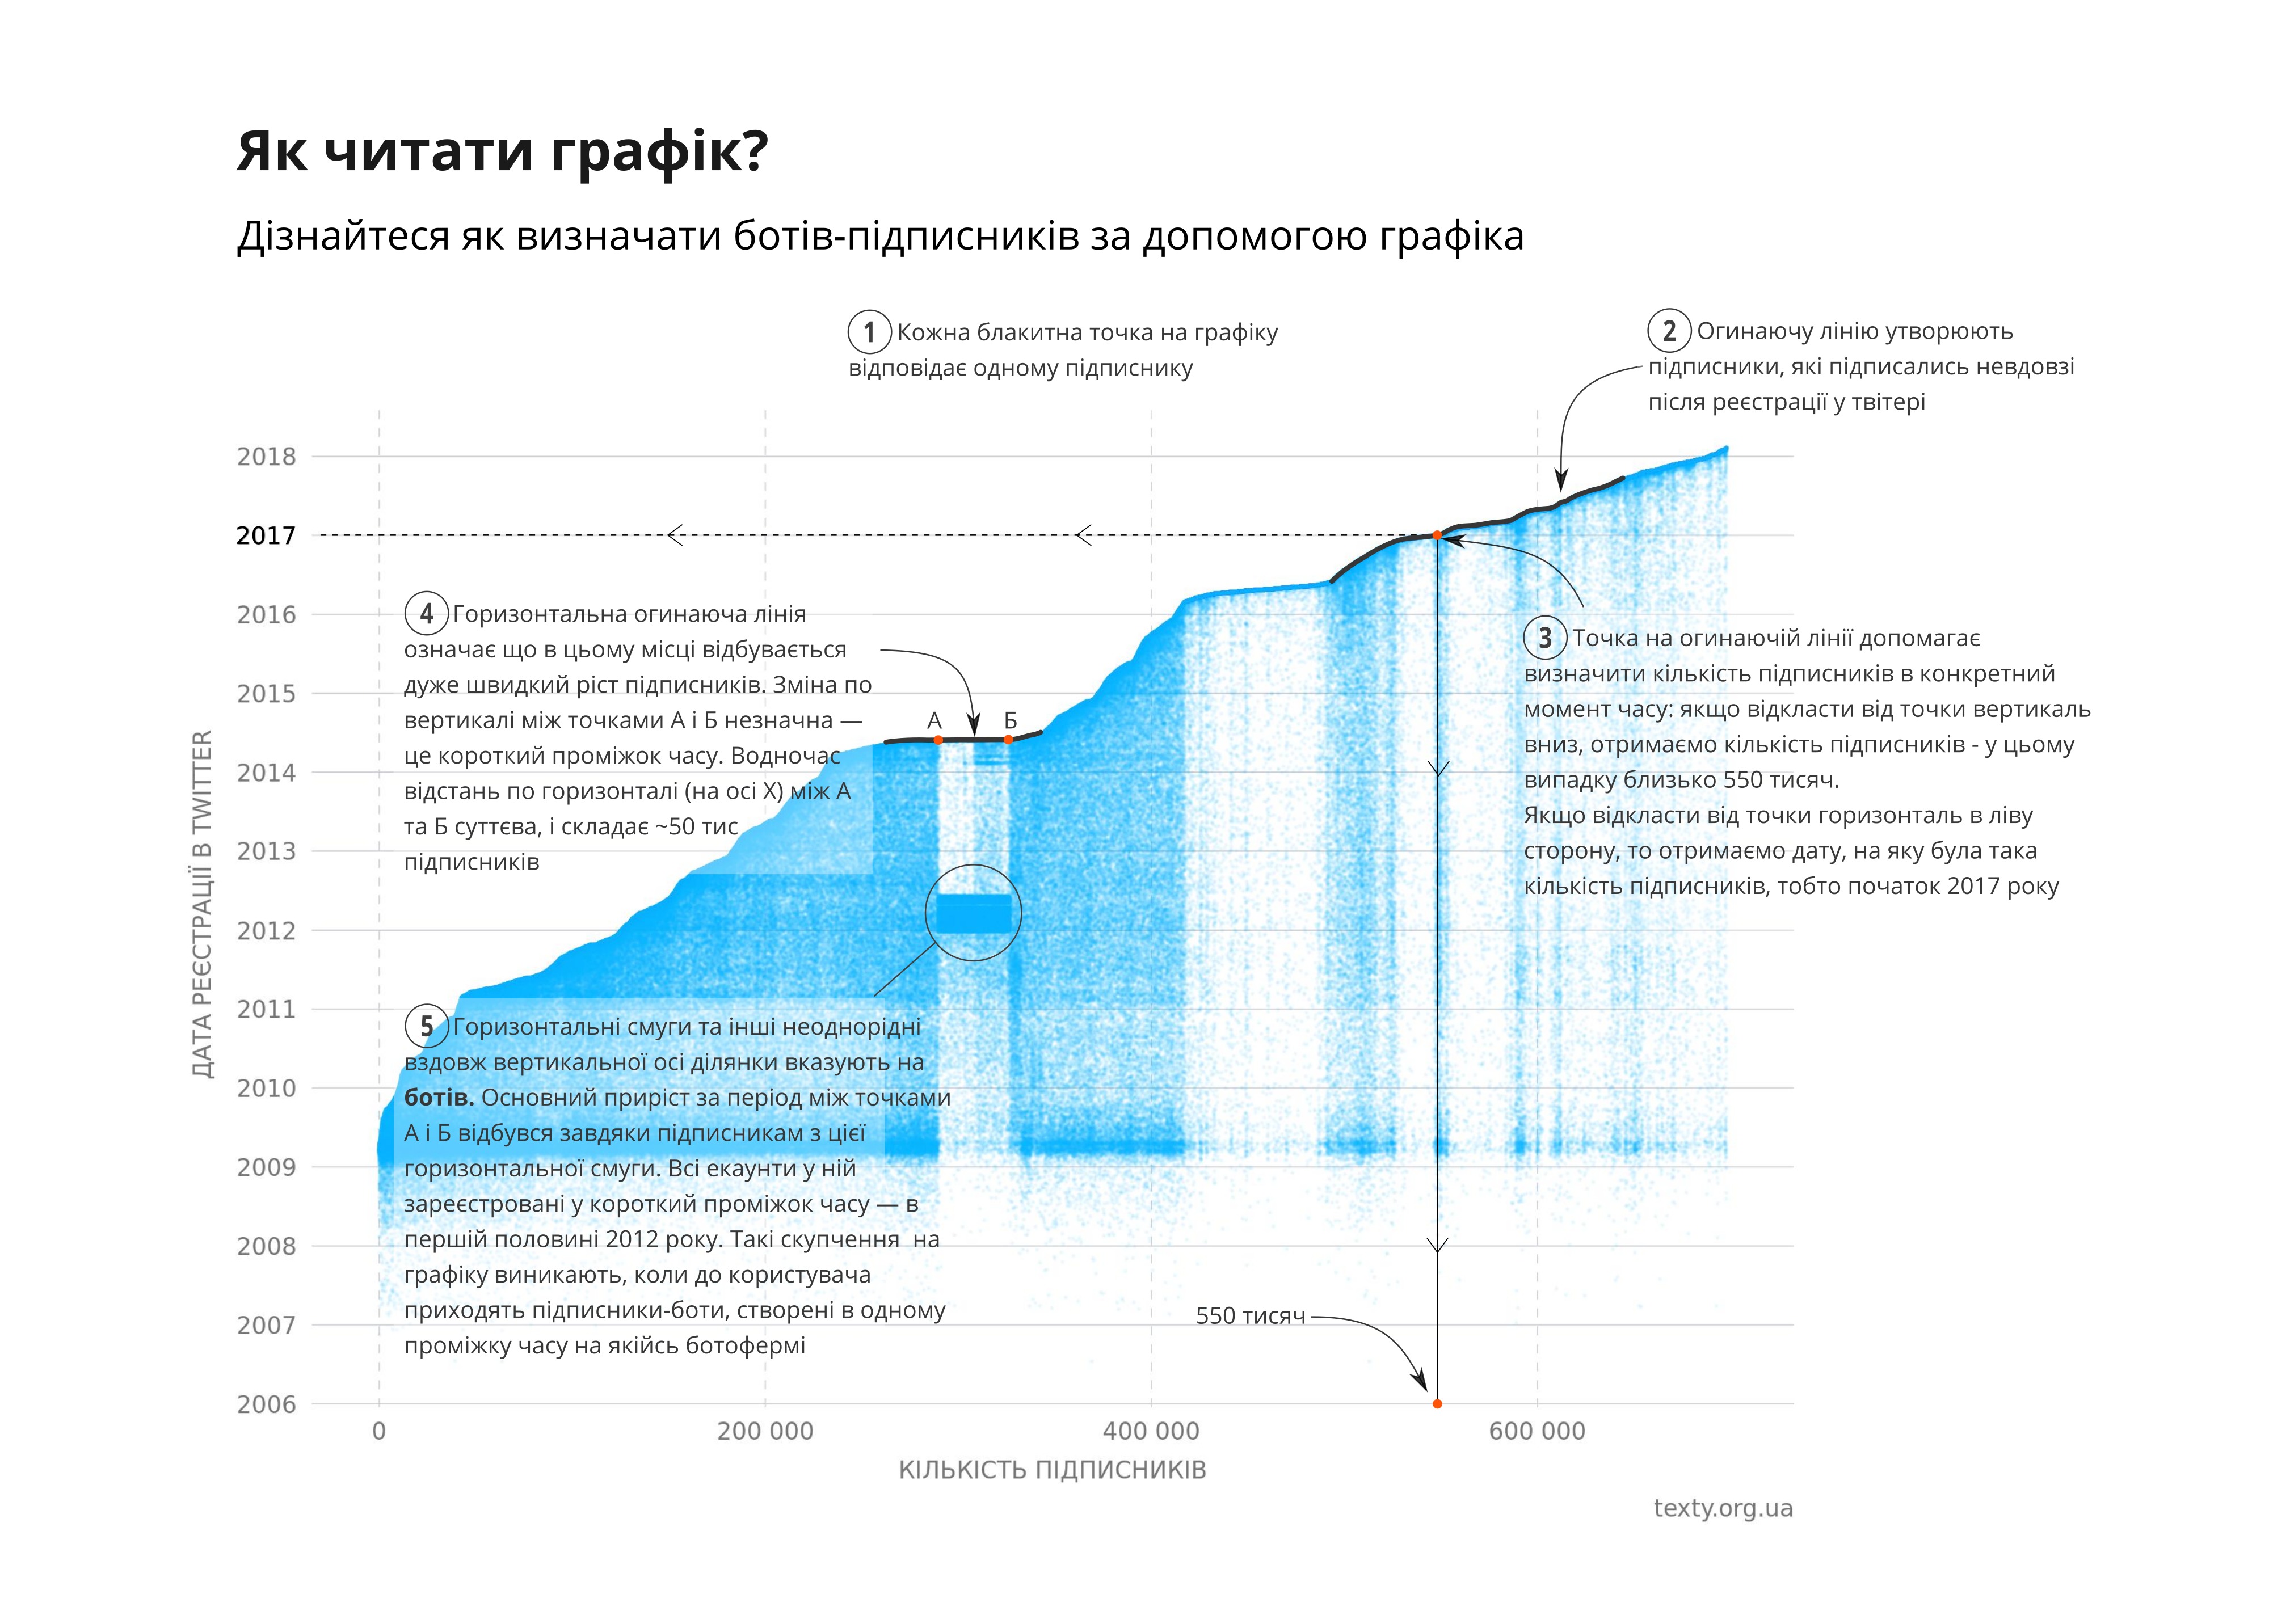 Як читати графік?
Дізнайтеся як визначати ботів-підписників за допомогою графіка
1 Кожна блакитна точка на графіку
відповідає одному підписнику
2 Огинаючу лінію утворюють
підписники, які підписались невдовзі
після реєстрації у твітері
3 Точка на огинаючій лінії допомагає
визначити кількість підписників в конкретний
момент часу: якщо відкласти від точки вертикаль
вниз, отримаємо кількість підписників - у цьому
випадку близько 550 тисяч.
Якщо відкласти від точки горизонталь в ліву
сторону, то отримаємо дату, на яку була така
кількість підписників, тобто початок 2017 року
4 Горизонтальна огинаюча лінія
означає що в цьому місці відбувається
дуже швидкий ріст підписників. Зміна по
вертикалі між точками А і Б незначна —
це короткий проміжок часу. Водночас
відстань по горизонталі (на осі X) між А
та Б суттєва, і складає ~50 тис
підписників
А
Б
5 Горизонтальні смуги та інші неоднорідні
вздовж вертикальної осі ділянки вказують на
ботів. Основний приріст за період між точками
А і Б відбувся завдяки підписникам з цієї
горизонтальної смуги. Всі екаунти у ній
зареєстровані у короткий проміжок часу — в
першій половині 2012 року. Такі скупчення  на
графіку виникають, коли до користувача
приходять підписники-боти, створені в одному
проміжку часу на якійсь ботофермі
550 тисяч
ДАТА РЕЄСТРАЦІЇ В TWITTER
2018
2017
2016
2015
2014
2013
2012
2011
2010
2009
2008
2007
2006
0
200 000
400 000
600 000
КІЛЬКІСТЬ ПІДПИСНИКІВ
texty.org.ua